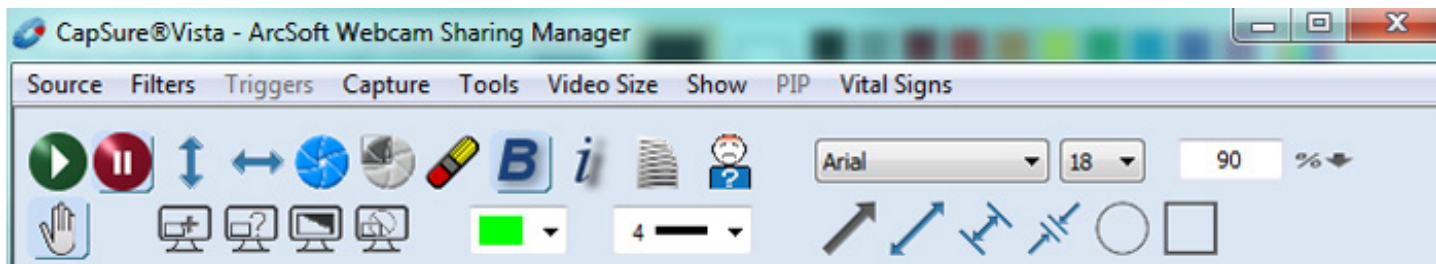 CapSure®Vista - ArcSoft Webcam Sharing Manager
Source Filters Triggers Capture Tools Video Size Show PIP Vital Signs
B i ? Arial 18 90 %
? 4